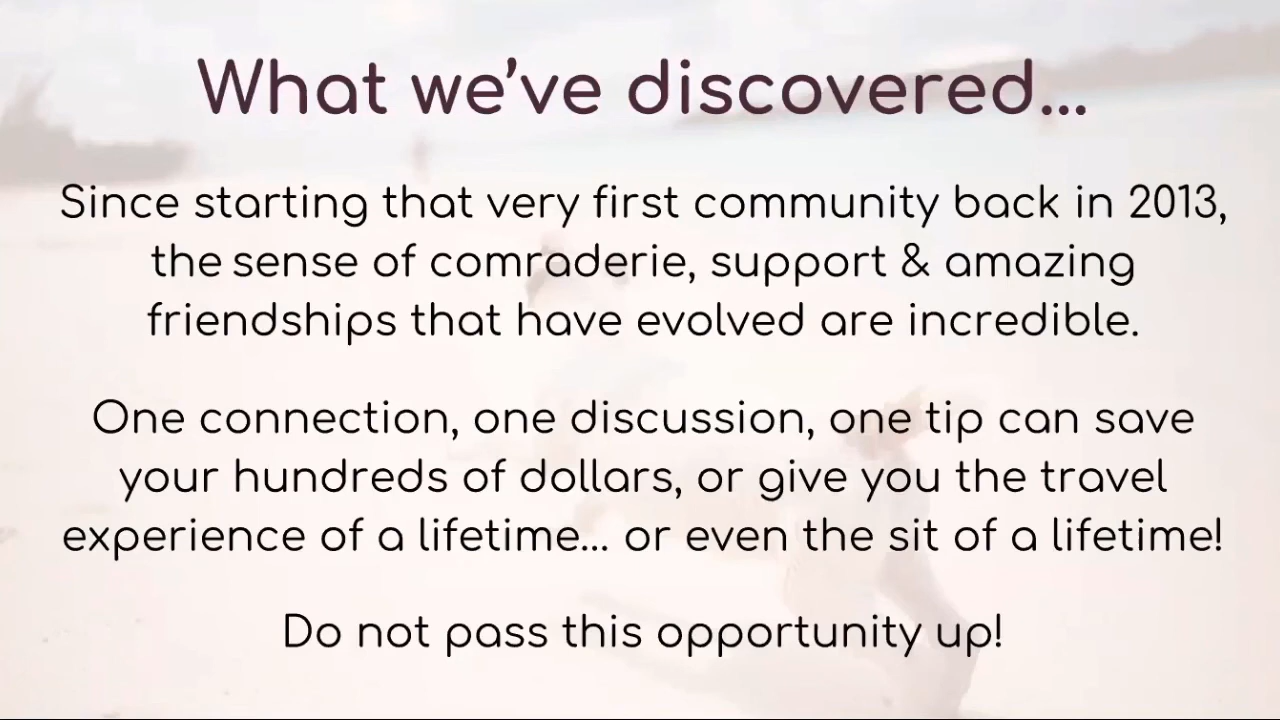 What we've discovered...
Since starting that very first community back in 2013,
the sense of comraderie, support & amazing
friendships that have evolved are incredible.
One connection, one discussion, one tip can save
your hundreds of dollars, or give you the travel
experience of a lifetime... or even the sit of a lifetime!
Do not pass this opportunity up!